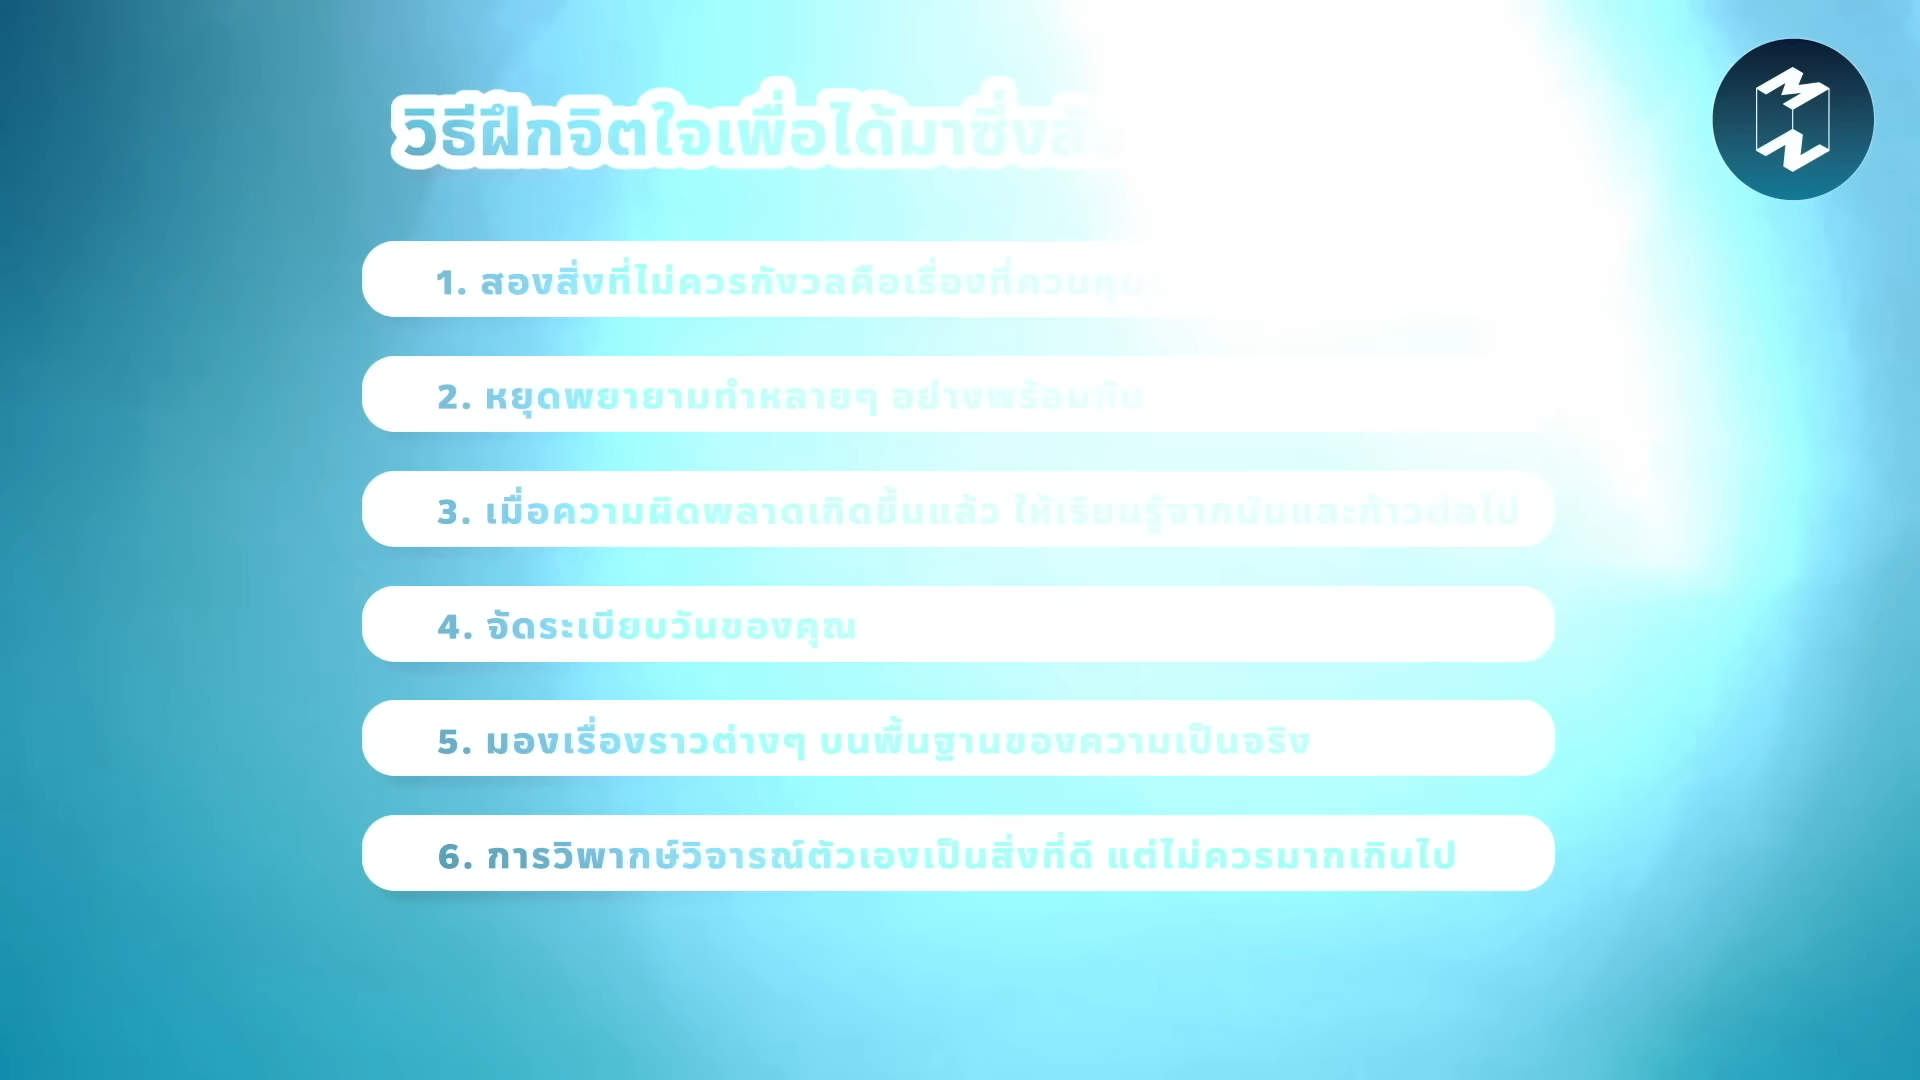 วิธีฝึกจิตใจเพื่อได้มาซึ่ง
1. สองสิ่งที่ไม่ควรกังวลคือเรื่องที่ควบคุม
2. หยุดพยายามทำหลายๆ อย่างพร้อมกัน
3. เมื่อความผิดพลาดเกิดขึ้นแล้ว ให้เรียนรู้จากมันและก้าวต่อไป
4. จัดระเบียบวันของคุณ
5. มองเรื่องราวต่างๆ บนพื้นฐานของความเป็นจริง
6. การวิพากษ์วิจารณ์ตัวเองเป็นสิ่งที่ดี แต่ไม่ควรมากเกินไป